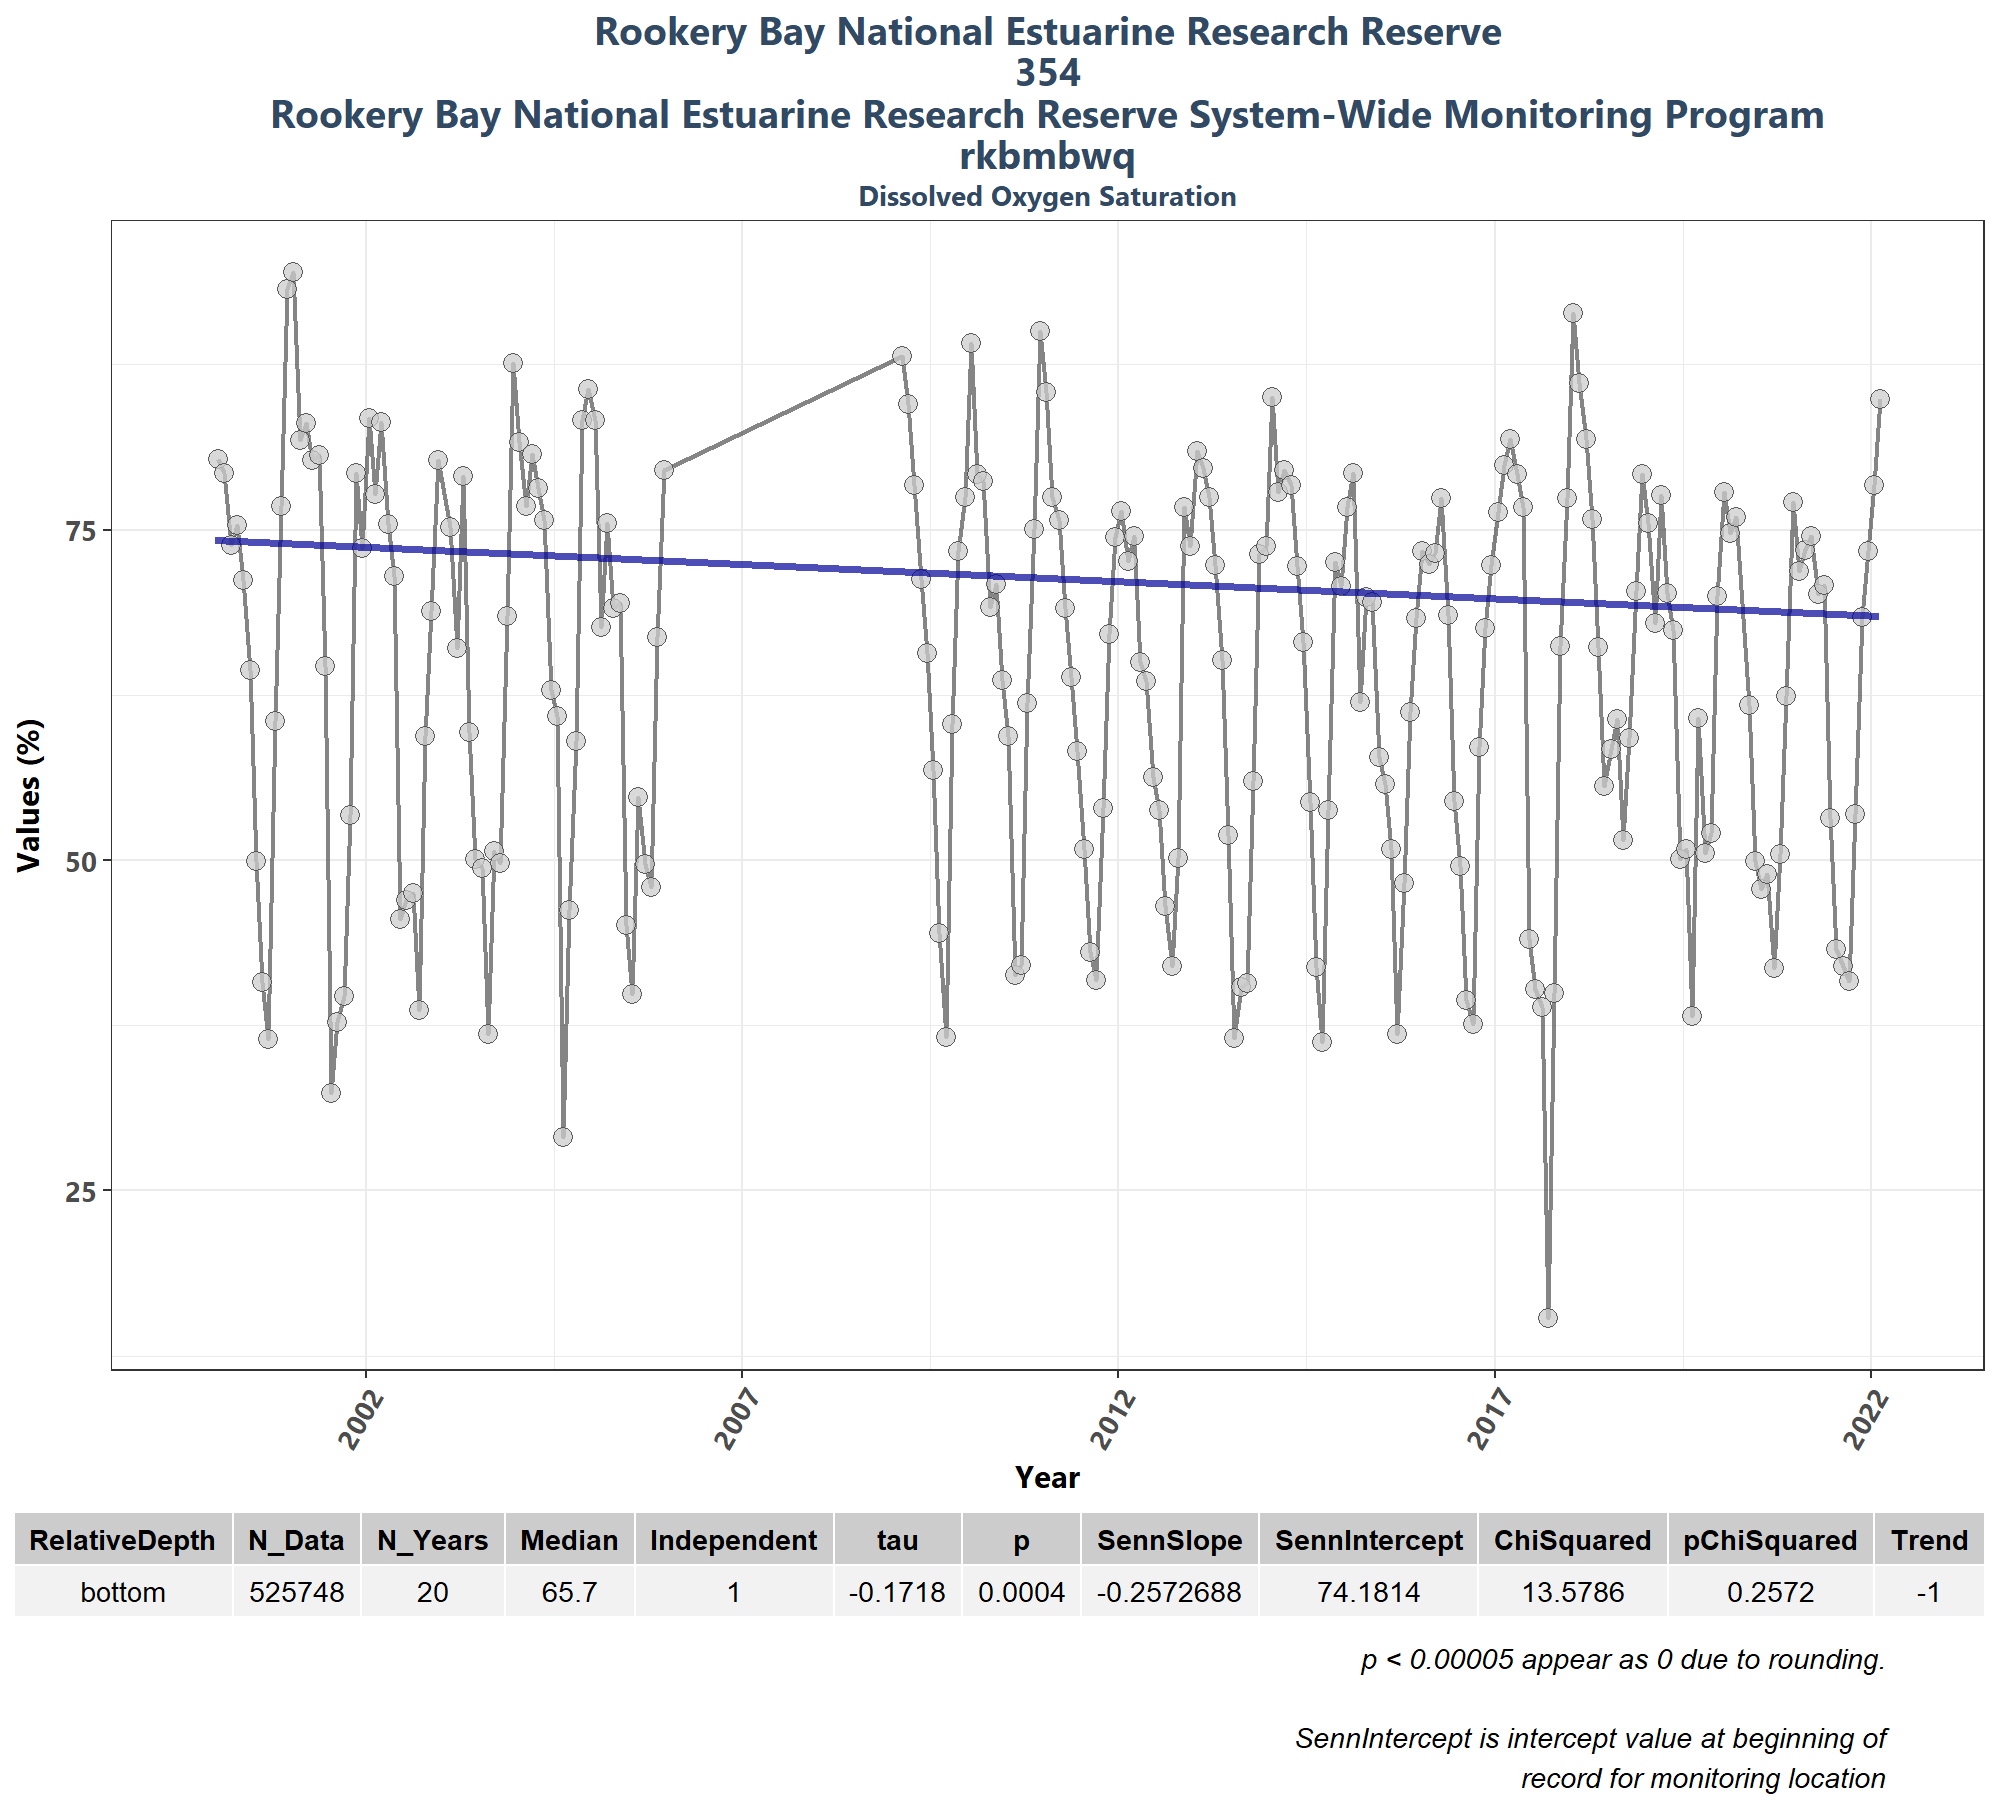 Rookery Bay National Estuarine Research Reserve
354
Rookery Bay National Estuarine Research Reserve System-Wide Monitoring Program
rkbmbwq
Dissolved Oxygen Saturation
Values (%)
75
50
25
2002
2007
2012
2017
2022
Year
RelativeDepth N_Data N_Years Median Independent tau p SennSlope SennIntercept ChiSquared pChiSquared Trend
bottom 525748 20 65.7 1 -0.1718 0.0004 -0.2572688 74.1814 13.5786 0.2572 -1
p < 0.00005 appear as 0 due to rounding.
SennIntercept is intercept value at beginning of
record for monitoring location